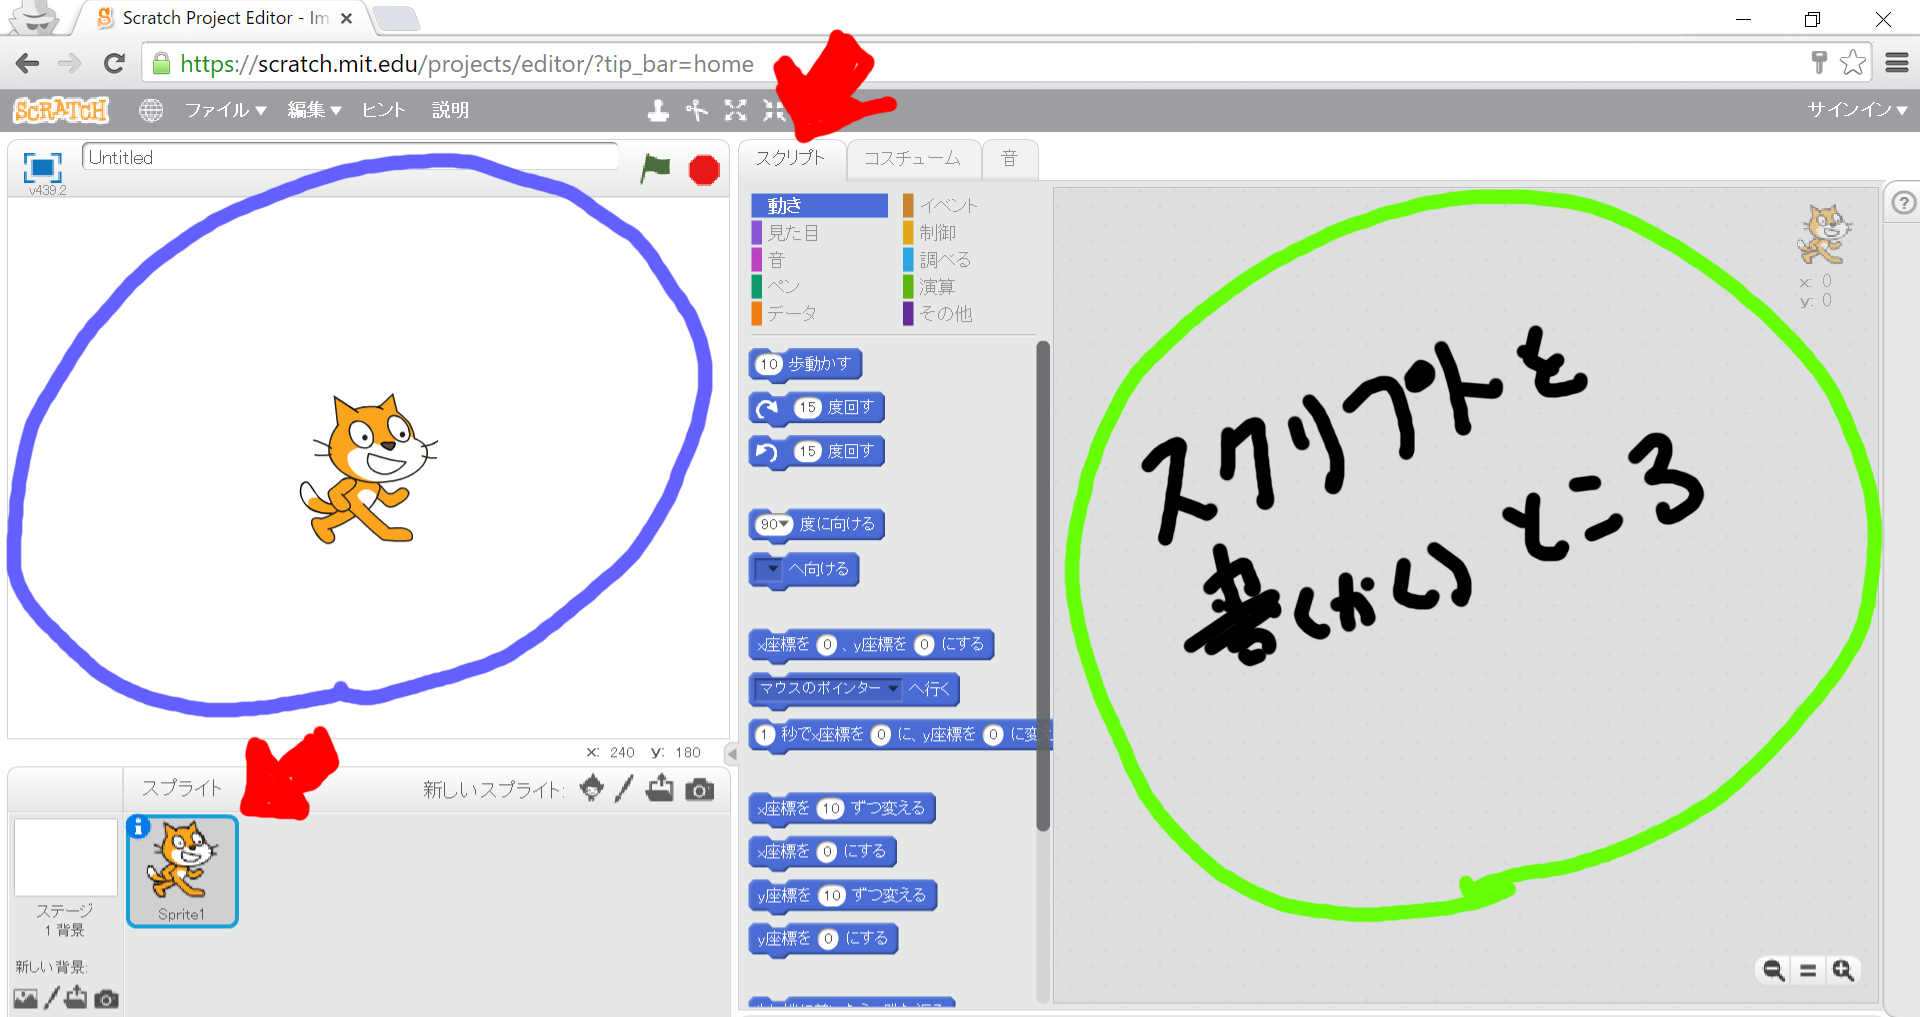 Scratch Project Editor - Im
https://scratch.mit.edu/projects/editor/?tip_bar=home
SCRATCH ファイル 編集 ヒント 説明 サインイン
Untitled
v439.2
スクリプト コスチューム 音
動き イベント
見た目 制御
音 調べる
ペン 演算
データ その他
10 歩動かす
15 度回す
15 度回す
90 度に向ける
へ向ける
x座標を 0 、y座標を 0 にする
マウスのポインター へ行く
1 秒でx座標を 0 に、y座標を 0 に変え
x座標を 10 ずつ変える
x座標を 0 にする
y座標を 10 ずつ変える
y座標を 0 にする
x: 0
y: 0
スクリプトを
書(かく)ところ
x: 240 y: 180
スプライト 新しいスプライト:
Sprite1
ステージ
1 背景
新しい背景: